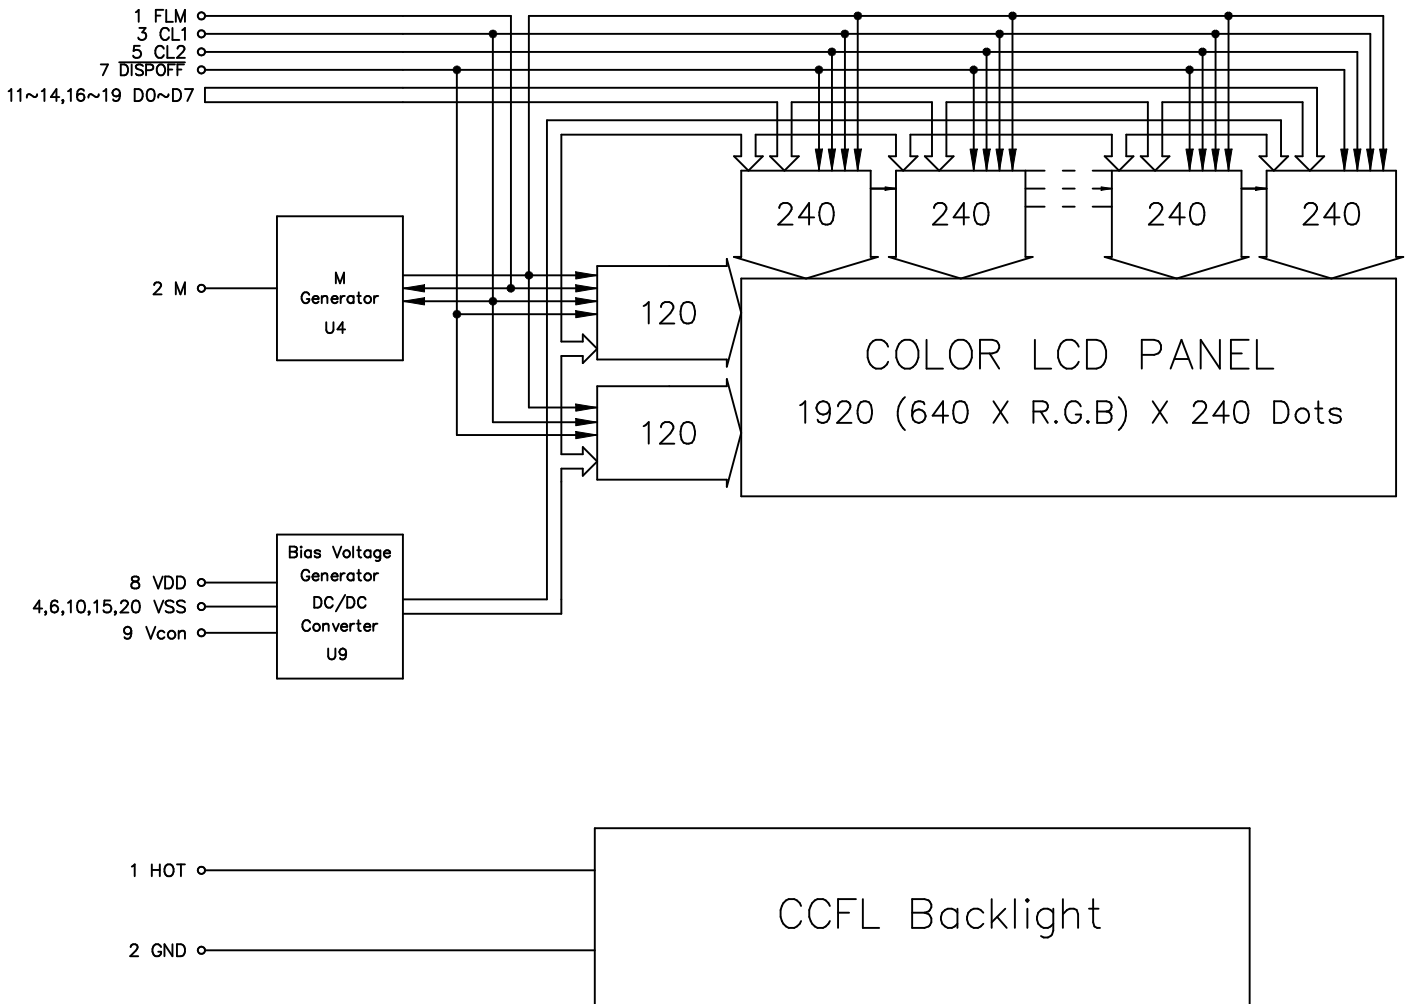 1 FLM
3 CL1
5 CL2
7 DISPOFF
11~14,16~19 D0~D7
240
240
240
240
M
Generator
U4
2 M
120
120
COLOR LCD PANEL
1920 (640 X R.G.B) X 240 Dots
Bias Voltage
Generator
DC/DC
Converter
U9
8 VDD
4,6,10,15,20 VSS
9 Vcon
1 HOT
2 GND
CCFL Backlight